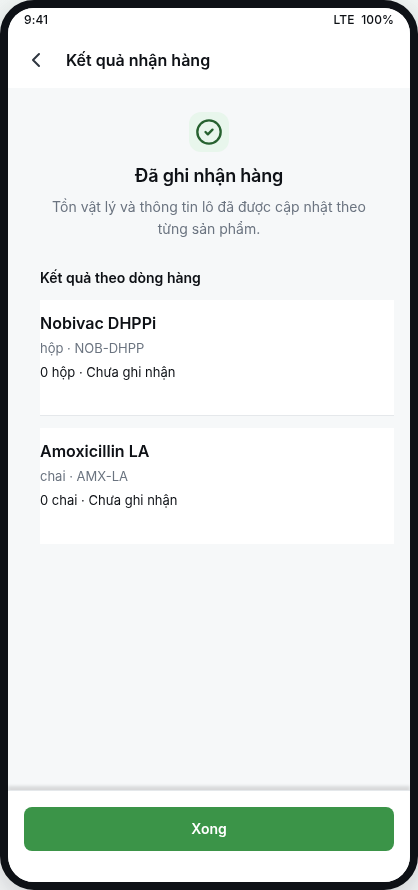 9:41
LTE 100%
Kết quả nhận hàng
Đã ghi nhận hàng
Tồn vật lý và thông tin lô đã được cập nhật theo
từng sản phẩm.
Kết quả theo dòng hàng
Nobivac DHPPi
hộp · NOB-DHPP
0 hộp · Chưa ghi nhận
Amoxicillin LA
chai · AMX-LA
0 chai · Chưa ghi nhận
Xong